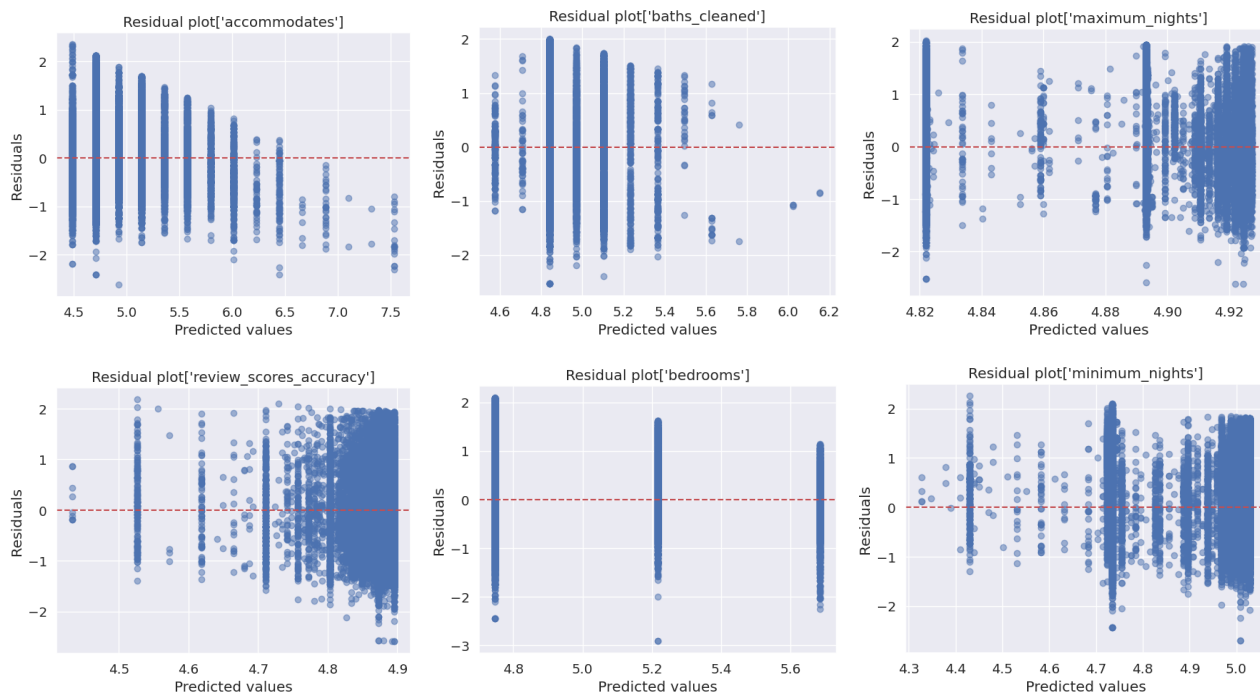 Residual plot['accommodates']
Residuals
2
1
0
−1
−2
4.5 5.0 5.5 6.0 6.5 7.0 7.5
Predicted values
Residual plot['baths_cleaned']
Residuals
2
1
0
−1
−2
4.6 4.8 5.0 5.2 5.4 5.6 5.8 6.0 6.2
Predicted values
Residual plot['maximum_nights']
Residuals
2
1
0
−1
−2
4.82 4.84 4.86 4.88 4.90 4.92
Predicted values
Residual plot['review_scores_accuracy']
Residuals
2
1
0
−1
−2
4.5 4.6 4.7 4.8 4.9
Predicted values
Residual plot['bedrooms']
Residuals
2
1
0
−1
−2
−3
4.8 5.0 5.2 5.4 5.6
Predicted values
Residual plot['minimum_nights']
Residuals
2
1
0
−1
−2
4.3 4.4 4.5 4.6 4.7 4.8 4.9 5.0
Predicted values